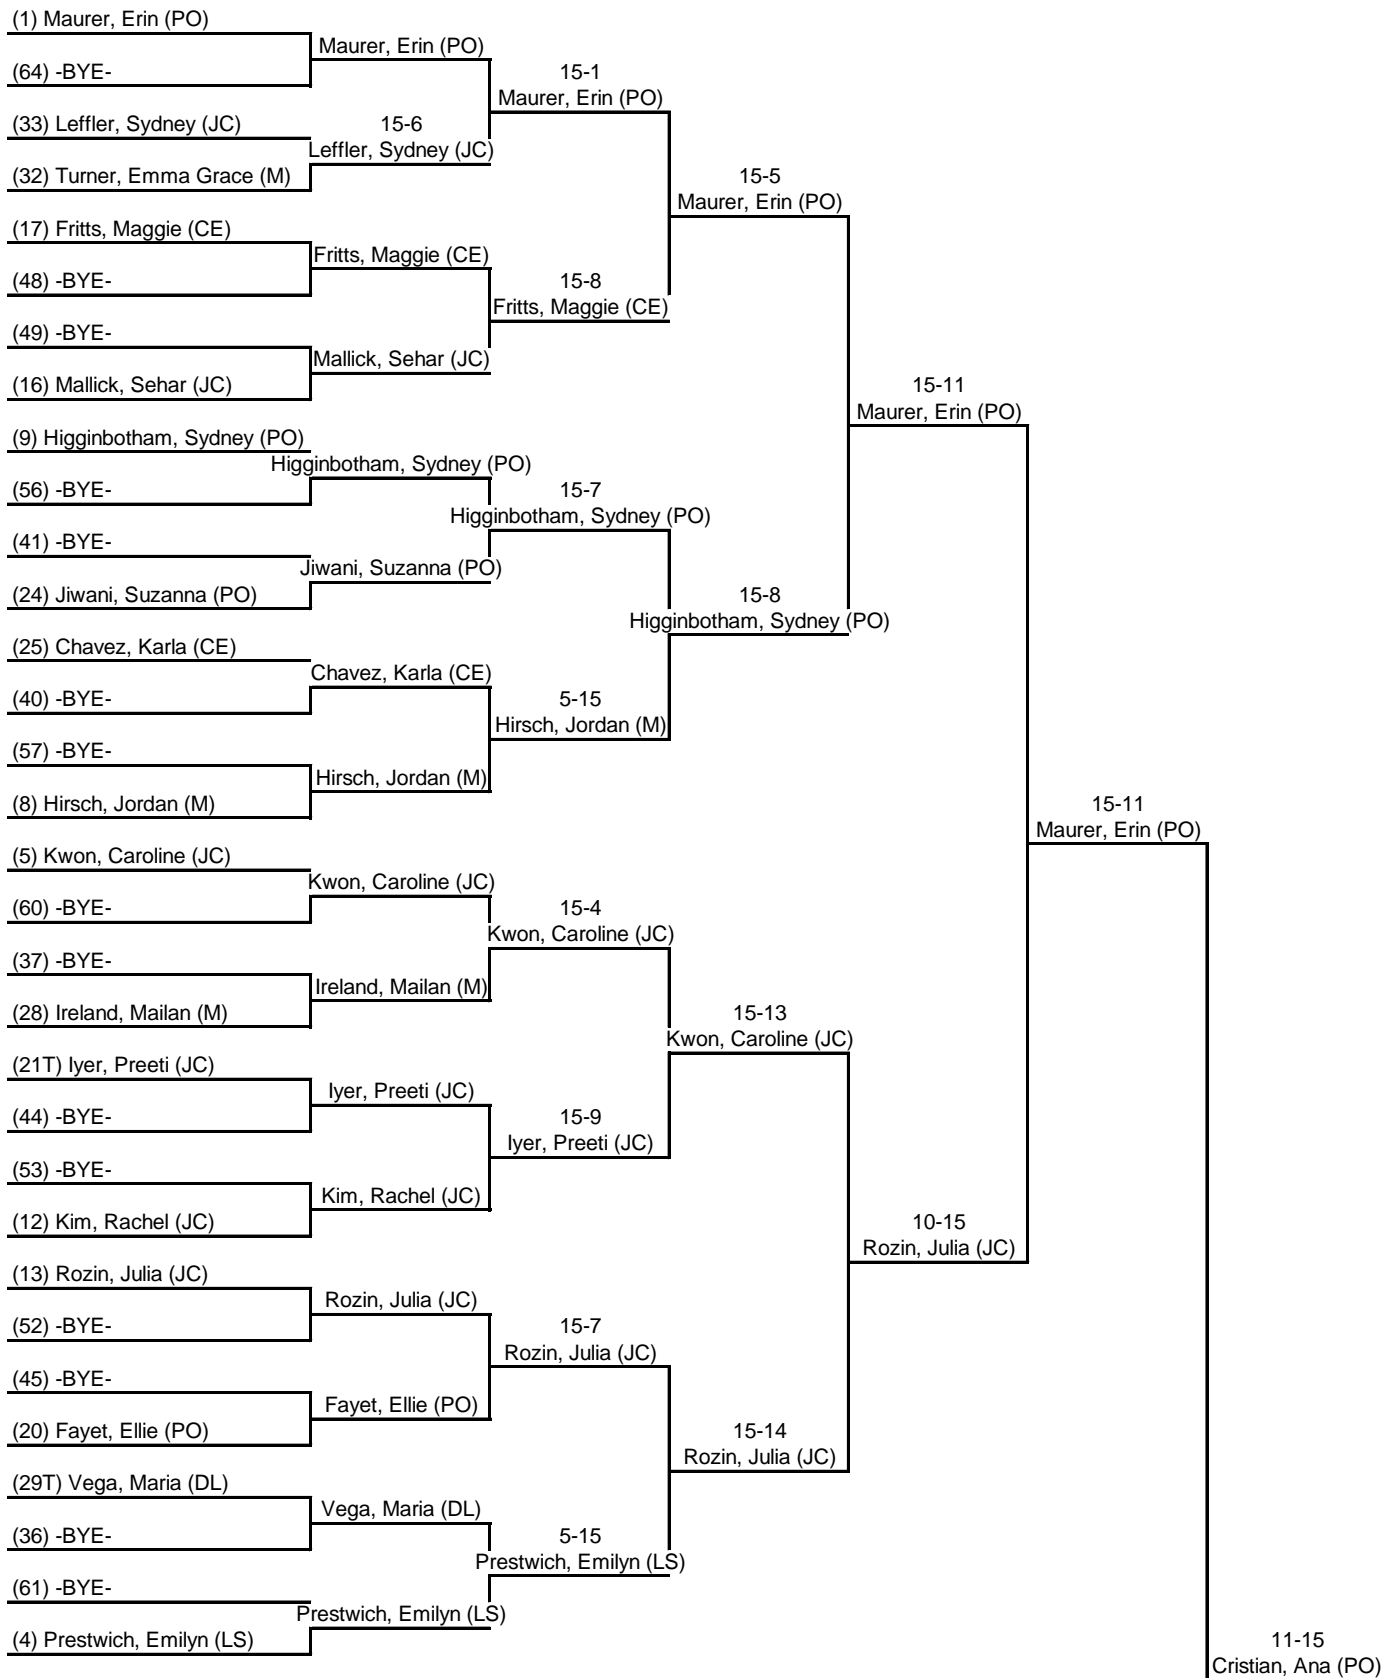 (1) Maurer, Erin (PO)
Maurer, Erin (PO)
(64) -BYE-
15-1
Maurer, Erin (PO)
(33) Leffler, Sydney (JC)
15-6
Leffler, Sydney (JC)
(32) Turner, Emma Grace (M)
15-5
Maurer, Erin (PO)
(17) Fritts, Maggie (CE)
Fritts, Maggie (CE)
(48) -BYE-
15-8
Fritts, Maggie (CE)
(49) -BYE-
Mallick, Sehar (JC)
(16) Mallick, Sehar (JC)
15-11
Maurer, Erin (PO)
(9) Higginbotham, Sydney (PO)
Higginbotham, Sydney (PO)
(56) -BYE-
15-7
Higginbotham, Sydney (PO)
(41) -BYE-
Jiwani, Suzanna (PO)
(24) Jiwani, Suzanna (PO)
15-8
Higginbotham, Sydney (PO)
(25) Chavez, Karla (CE)
Chavez, Karla (CE)
(40) -BYE-
5-15
Hirsch, Jordan (M)
(57) -BYE-
Hirsch, Jordan (M)
(8) Hirsch, Jordan (M)
15-11
Maurer, Erin (PO)
(5) Kwon, Caroline (JC)
Kwon, Caroline (JC)
(60) -BYE-
15-4
Kwon, Caroline (JC)
(37) -BYE-
Ireland, Mailan (M)
(28) Ireland, Mailan (M)
15-13
Kwon, Caroline (JC)
(21T) Iyer, Preeti (JC)
Iyer, Preeti (JC)
(44) -BYE-
15-9
Iyer, Preeti (JC)
(53) -BYE-
Kim, Rachel (JC)
(12) Kim, Rachel (JC)
10-15
Rozin, Julia (JC)
(13) Rozin, Julia (JC)
Rozin, Julia (JC)
(52) -BYE-
15-7
Rozin, Julia (JC)
(45) -BYE-
Fayet, Ellie (PO)
(20) Fayet, Ellie (PO)
15-14
Rozin, Julia (JC)
(29T) Vega, Maria (DL)
Vega, Maria (DL)
(36) -BYE-
5-15
Prestwich, Emilyn (LS)
(61) -BYE-
Prestwich, Emilyn (LS)
(4) Prestwich, Emilyn (LS)
11-15
Cristian, Ana (PO)